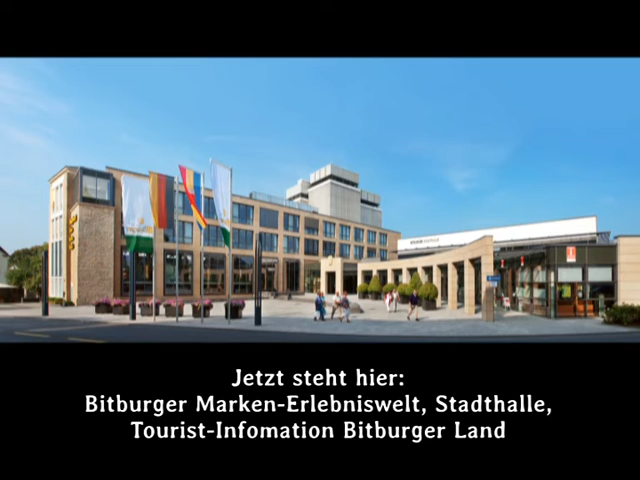 Jetzt steht hier:
Bitburger Marken-Erlebniswelt, Stadthalle,
Tourist-Infomation Bitburger Land